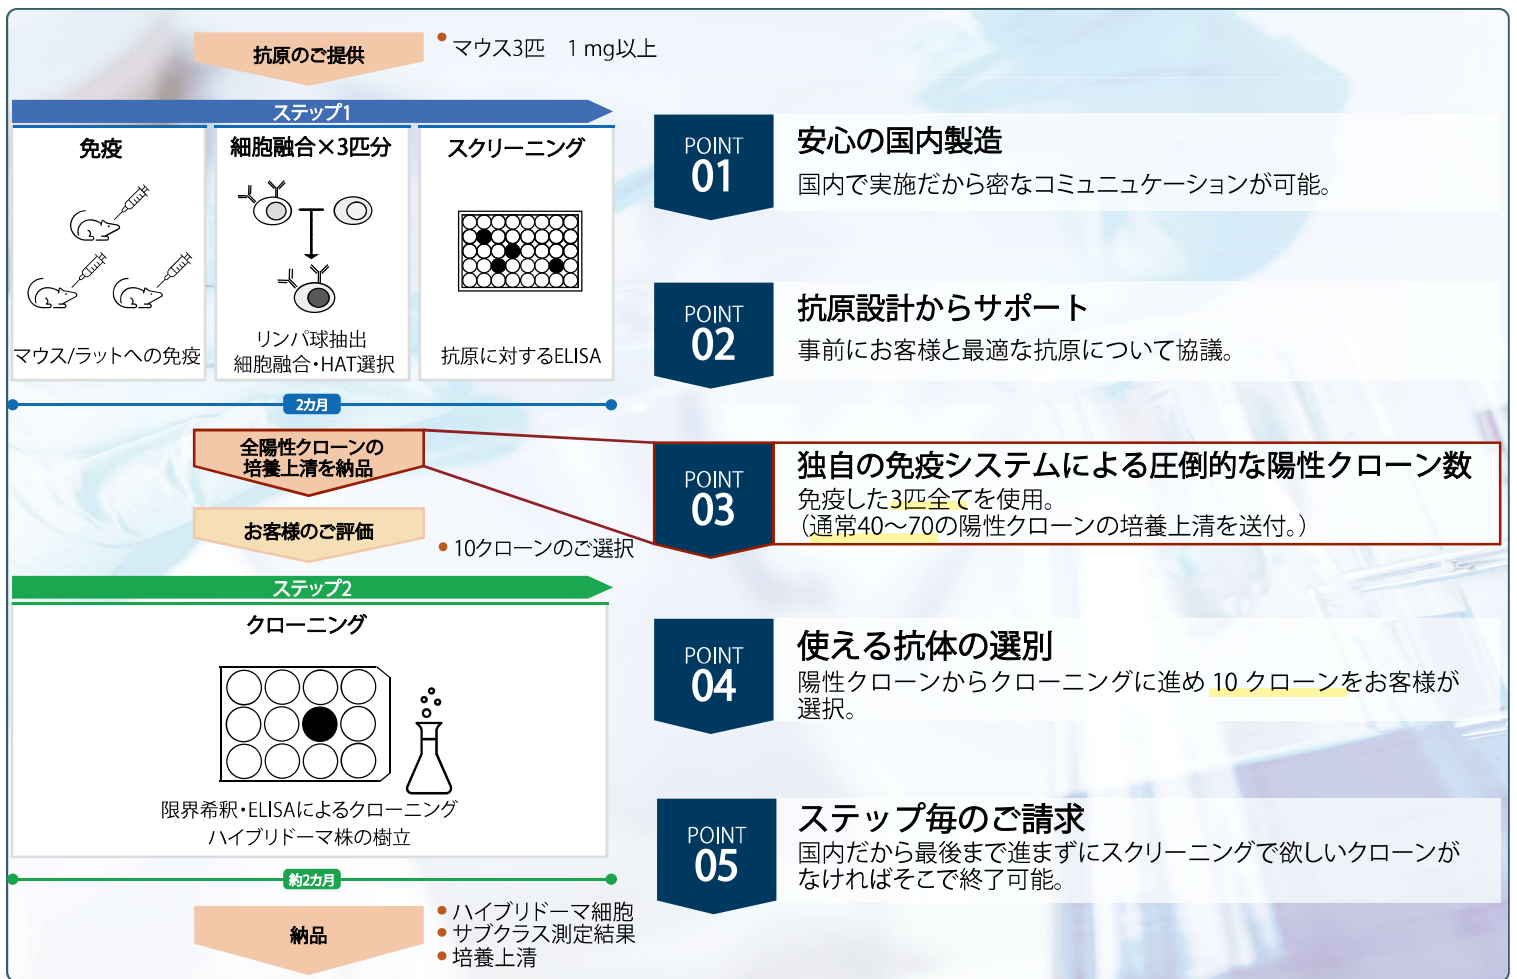 抗原のご提供
• マウス3匹　1 mg以上
ステップ1
免疫
マウス/ラットへの免疫
細胞融合×3匹分
リンパ球抽出
細胞融合・HAT選択
スクリーニング
抗原に対するELISA
2カ月
全陽性クローンの
培養上清を納品
お客様のご評価
• 10クローンのご選択
ステップ2
クローニング
限界希釈・ELISAによるクローニング
ハイブリドーマ株の樹立
約2カ月
納品
• ハイブリドーマ細胞
• サブクラス測定結果
• 培養上清
POINT
01
安心の国内製造
国内で実施だから密なコミュニュケーションが可能。
POINT
02
抗原設計からサポート
事前にお客様と最適な抗原について協議。
POINT
03
独自の免疫システムによる圧倒的な陽性クローン数
免疫した3匹全てを使用。
（通常40～70の陽性クローンの培養上清を送付。）
POINT
04
使える抗体の選別
陽性クローンからクローニングに進め 10 クローンをお客様が
選択。
POINT
05
ステップ毎のご請求
国内だから最後まで進まずにスクリーニングで欲しいクローンが
なければそこで終了可能。